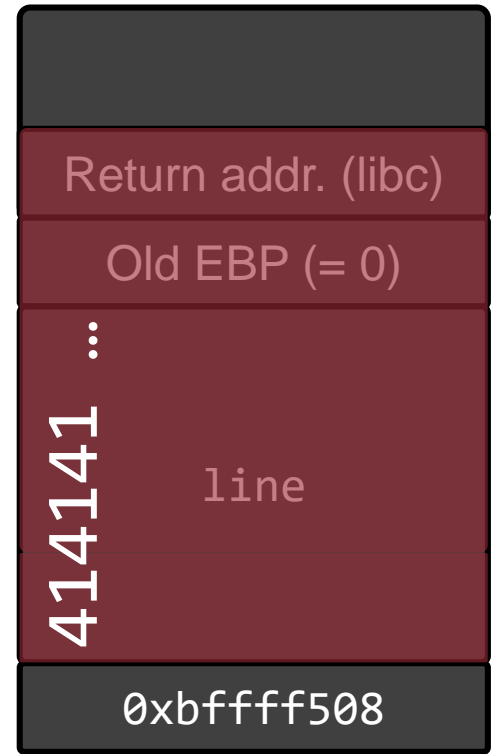 Return addr. (libc)
Old EBP (= 0)
414141 ...
line
0xbffff508